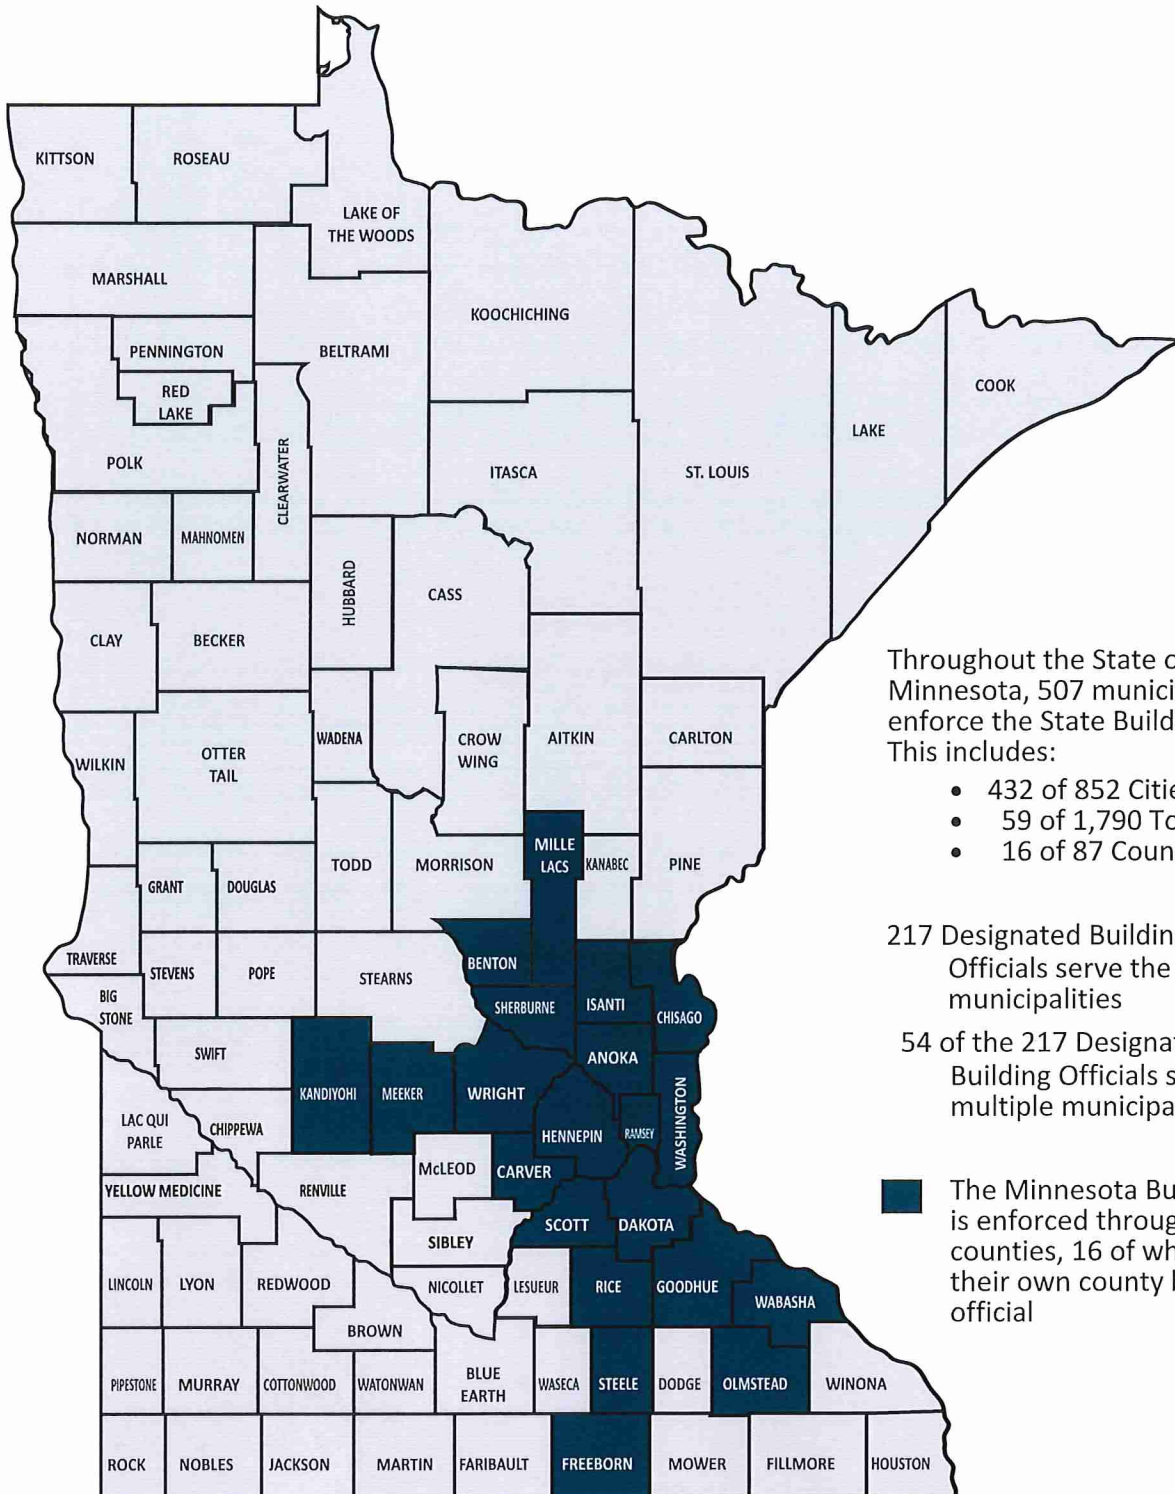 KITTSON
ROSEAU
LAKE OF
THE WOODS
MARSHALL
KOOCHICHING
PENNINGTON
BELTRAMI
RED
LAKE
COOK
LAKE
POLK
CLEARWATER
ITASCA
ST. LOUIS
NORMAN
MAHNOMEN
HUBBARD
CASS
CLAY
BECKER
WILKIN
OTTER
TAIL
WADENA
CROW
WING
AITKIN
CARLTON
TODD
MORRISON
MILLE
LACS
KANABEC
PINE
GRANT
DOUGLAS
TRAVERSE
STEVENS
POPE
STEARNS
BENTON
BIG
STONE
SHERBURNE
ISANTI
CHISAGO
SWIFT
ANOKA
KANDIYOHI
MEEKER
WRIGHT
WASHINGTON
LAC QUI
PARLE
CHIPPEWA
HENNEPIN
RAMSEY
McLEOD
CARVER
YELLOW MEDICINE
RENVILLE
SCOTT
DAKOTA
SIBLEY
LINCOLN
LYON
REDWOOD
NICOLLET
LESUEUR
RICE
GOODHUE
WABASHA
BROWN
PIPESTONE
MURRAY
COTTONWOOD
WATONWAN
BLUE
EARTH
WASECA
STEELE
DODGE
OLMSTEAD
WINONA
ROCK
NOBLES
JACKSON
MARTIN
FARIBAULT
FREEBORN
MOWER
FILLMORE
HOUSTON
Throughout the State o
Minnesota, 507 munici
enforce the State Build
This includes:
• 432 of 852 Citie
• 59 of 1,790 To
• 16 of 87 Coun
217 Designated Buildin
Officials serve the
municipalities
54 of the 217 Designat
Building Officials s
multiple municipa
The Minnesota Bu
is enforced throug
counties, 16 of wh
their own county b
official